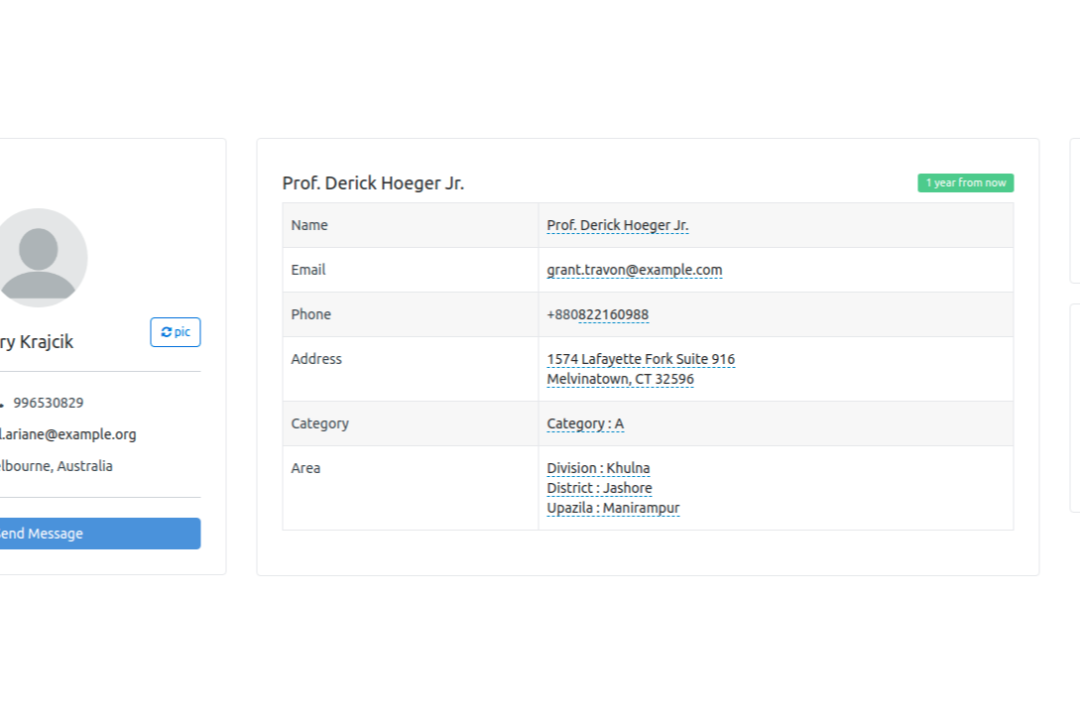 ry Krajcik
pic
996530829
l.ariane@example.org
lbourne, Australia
end Message
Prof. Derick Hoeger Jr.
1 year from now
Name
Prof. Derick Hoeger Jr.
Email
grant.travon@example.com
Phone
+880822160988
Address
1574 Lafayette Fork Suite 916
Melvinatown, CT 32596
Category
Category : A
Area
Division : Khulna
District : Jashore
Upazila : Manirampur